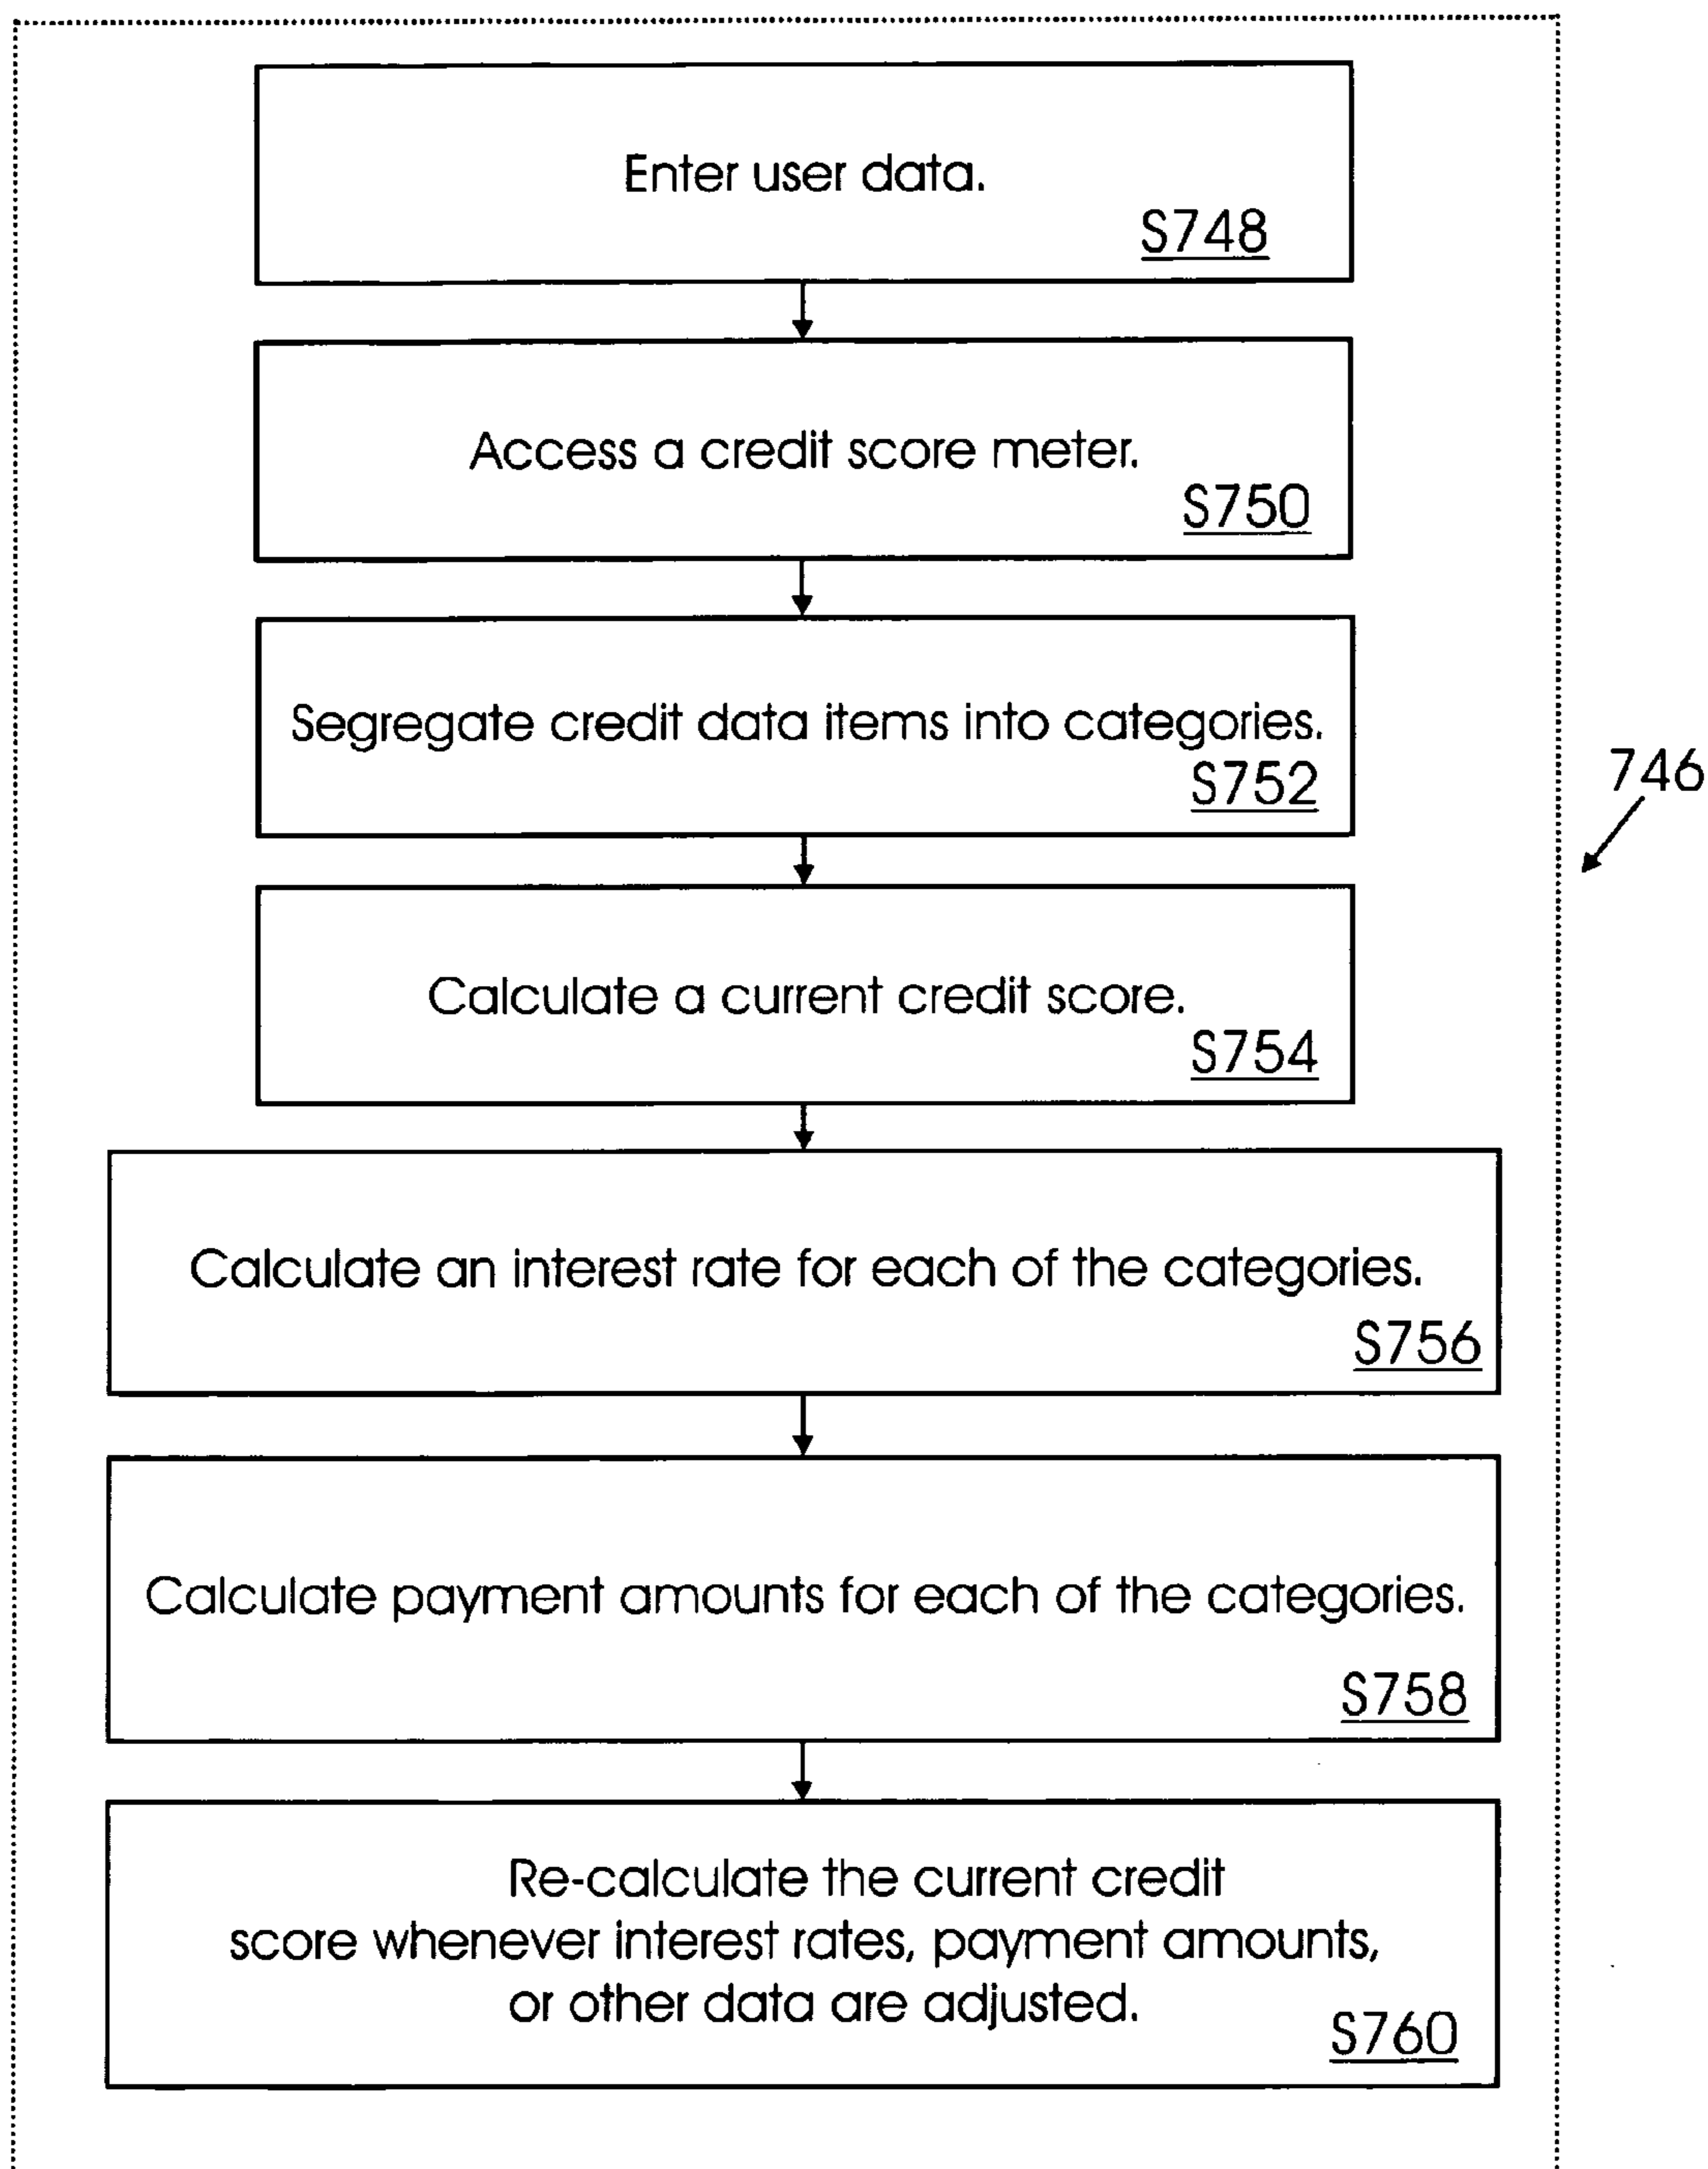 Enter user data.
S748
Access a credit score meter.
S750
Segregate credit data items into categories.
S752
746
Calculate a current credit score.
S754
Calculate an interest rate for each of the categories.
S756
Calculate payment amounts for each of the categories.
S758
Re-calculate the current credit
score whenever interest rates, payment amounts,
or other data are adjusted.
S760